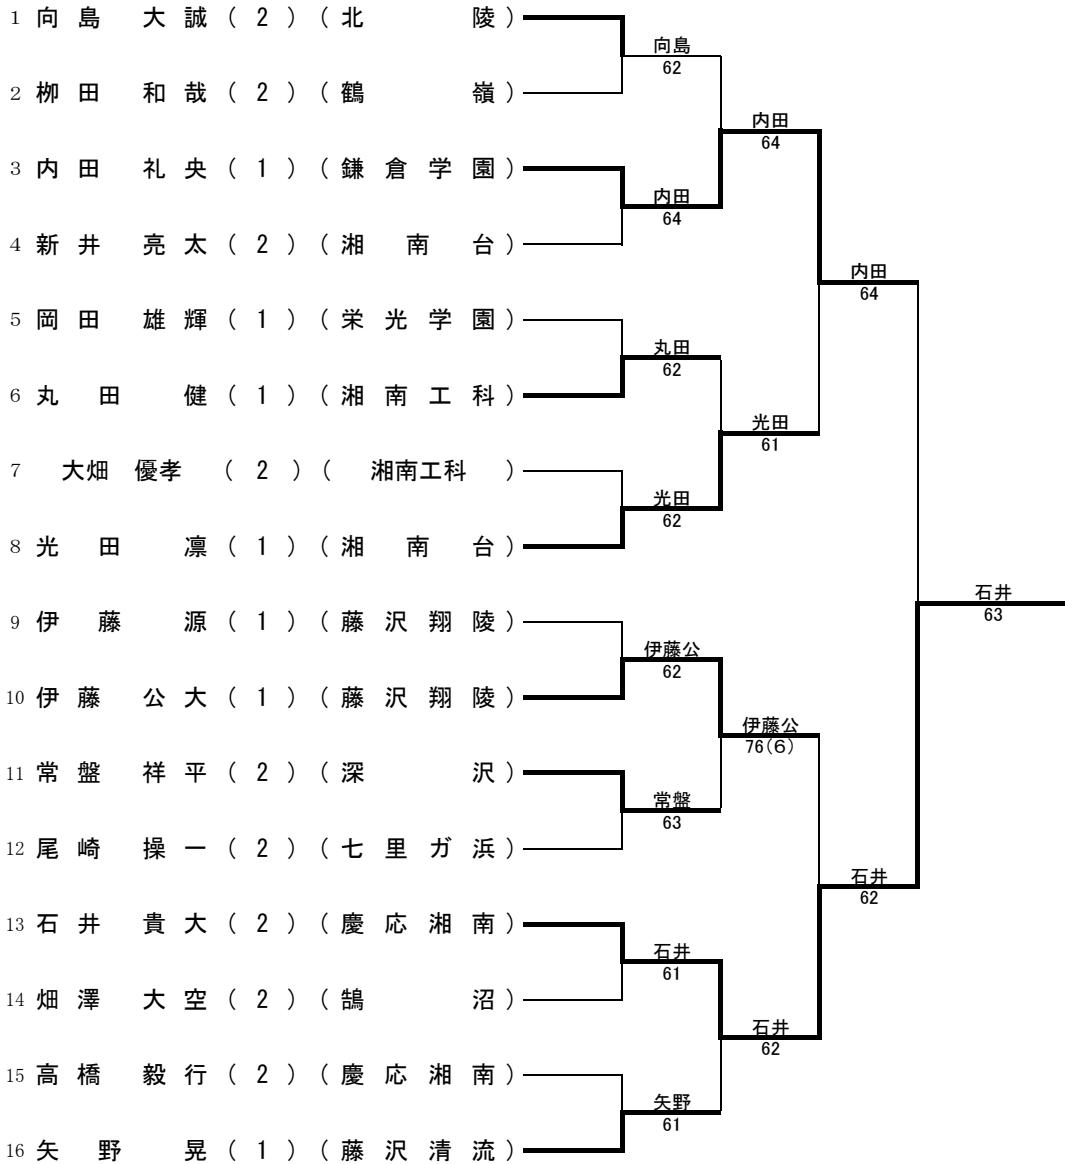 1 向島 大誠 ( 2 ) ( 北陵 )
向島
62
2 栁田 和哉 ( 2 ) ( 鶴嶺 )
内田
64
3 内田 礼央 ( 1 ) ( 鎌倉学園 )
内田
64
4 新井 亮太 ( 2 ) ( 湘南台 )
内田
64
5 岡田 雄輝 ( 1 ) ( 栄光学園 )
丸田
62
6 丸田 健 ( 1 ) ( 湘南工科 )
光田
61
7 大畑 優孝 ( 2 ) ( 湘南工科 )
光田
62
8 光田 凛 ( 1 ) ( 湘南台 )
石井
63
9 伊藤 源 ( 1 ) ( 藤沢翔陵 )
伊藤公
62
10 伊藤 公大 ( 1 ) ( 藤沢翔陵 )
伊藤公
76(6)
11 常盤 祥平 ( 2 ) ( 深沢 )
常盤
63
12 尾崎 操一 ( 2 ) ( 七里ガ浜 )
石井
62
13 石井 貴大 ( 2 ) ( 慶応湘南 )
石井
61
14 畑澤 大空 ( 2 ) ( 鵠沼 )
石井
62
15 高橋 毅行 ( 2 ) ( 慶応湘南 )
矢野
61
16 矢野 晃 ( 1 ) ( 藤沢清流 )